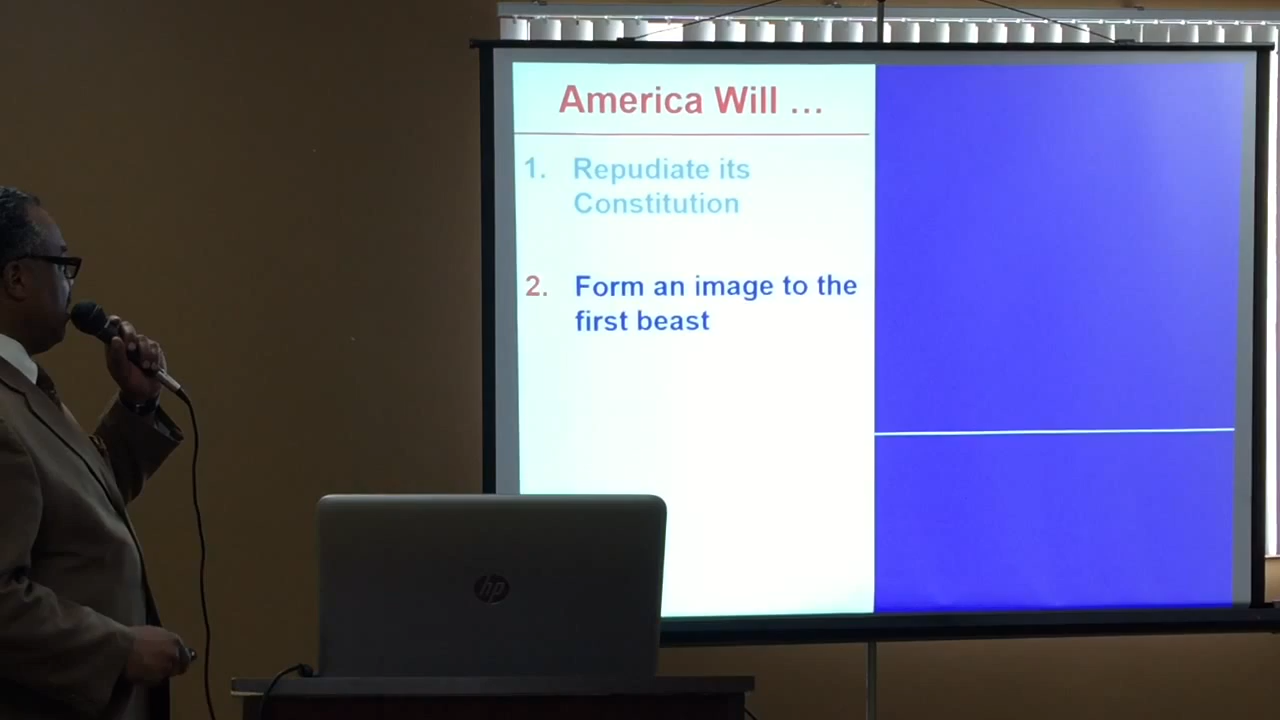 America Will ...
1. Repudiate its
Constitution
2. Form an image to the
first beast
hp